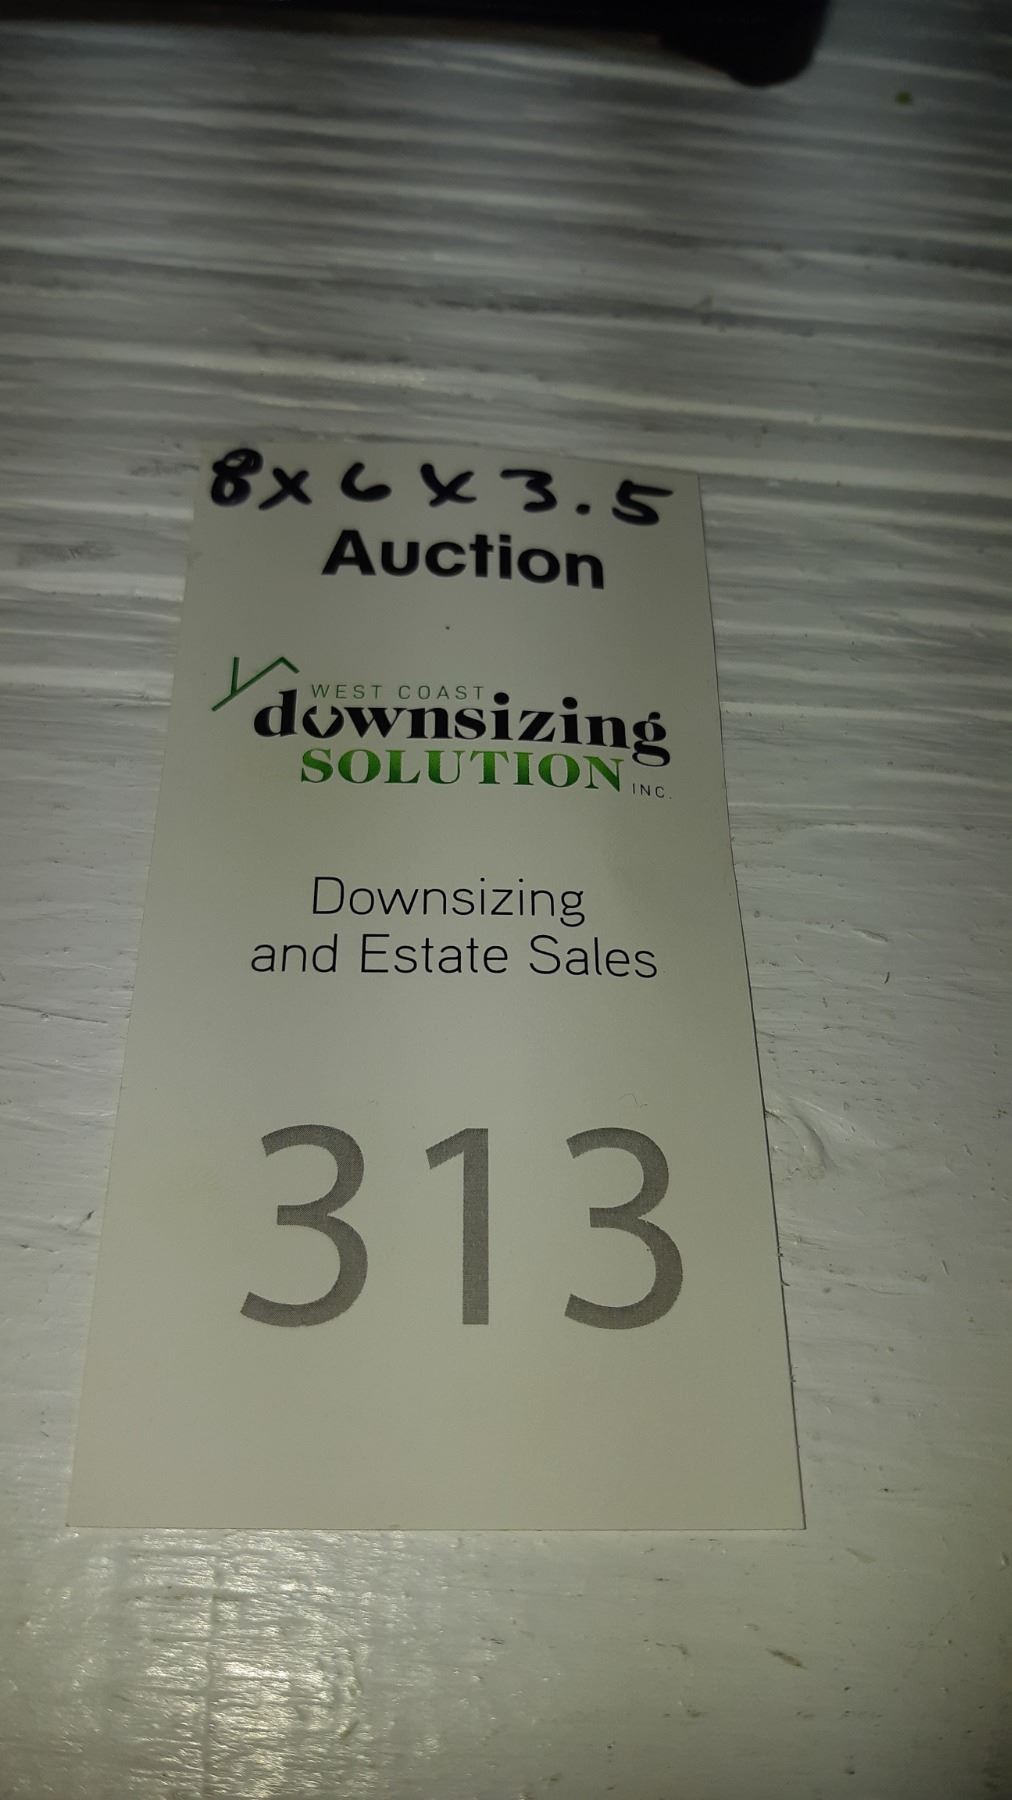 8x6x3.5
Auction
WEST COAST
downsizing
SOLUTION INC.
Downsizing
and Estate Sales
313